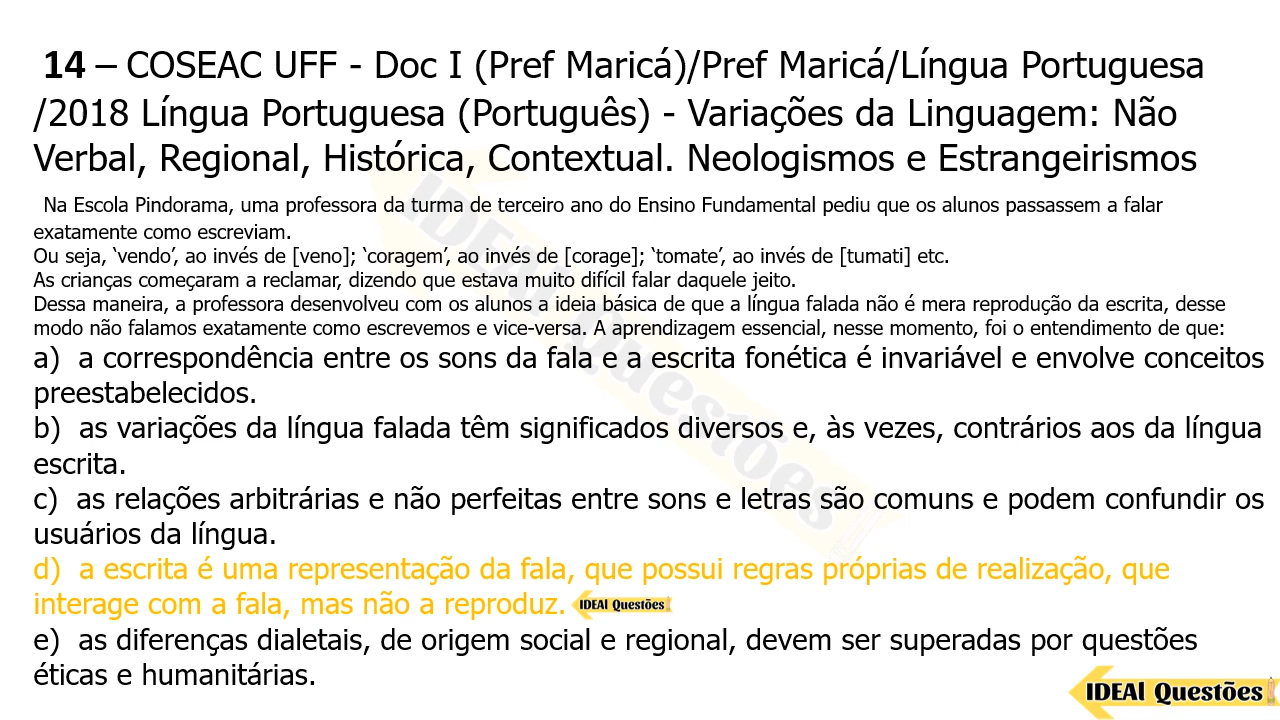 14 – COSEAC UFF - Doc I (Pref Maricá)/Pref Maricá/Língua Portuguesa
/2018 Língua Portuguesa (Português) - Variações da Linguagem: Não
Verbal, Regional, Histórica, Contextual. Neologismos e Estrangeirismos
Na Escola Pindorama, uma professora da turma de terceiro ano do Ensino Fundamental pediu que os alunos passassem a falar
exatamente como escreviam.
Ou seja, ‘vendo’, ao invés de [veno]; ‘coragem’, ao invés de [corage]; ‘tomate’, ao invés de [tumati] etc.
As crianças começaram a reclamar, dizendo que estava muito difícil falar daquele jeito.
Dessa maneira, a professora desenvolveu com os alunos a ideia básica de que a língua falada não é mera reprodução da escrita, desse
modo não falamos exatamente como escrevemos e vice-versa. A aprendizagem essencial, nesse momento, foi o entendimento de que:
a) a correspondência entre os sons da fala e a escrita fonética é invariável e envolve conceitos
preestabelecidos.
b) as variações da língua falada têm significados diversos e, às vezes, contrários aos da língua
escrita.
c) as relações arbitrárias e não perfeitas entre sons e letras são comuns e podem confundir os
usuários da língua.
d) a escrita é uma representação da fala, que possui regras próprias de realização, que
interage com a fala, mas não a reproduz. IDEAl Questões
e) as diferenças dialetais, de origem social e regional, devem ser superadas por questões
éticas e humanitárias.
IDEAl Questões
IDEAl Questões